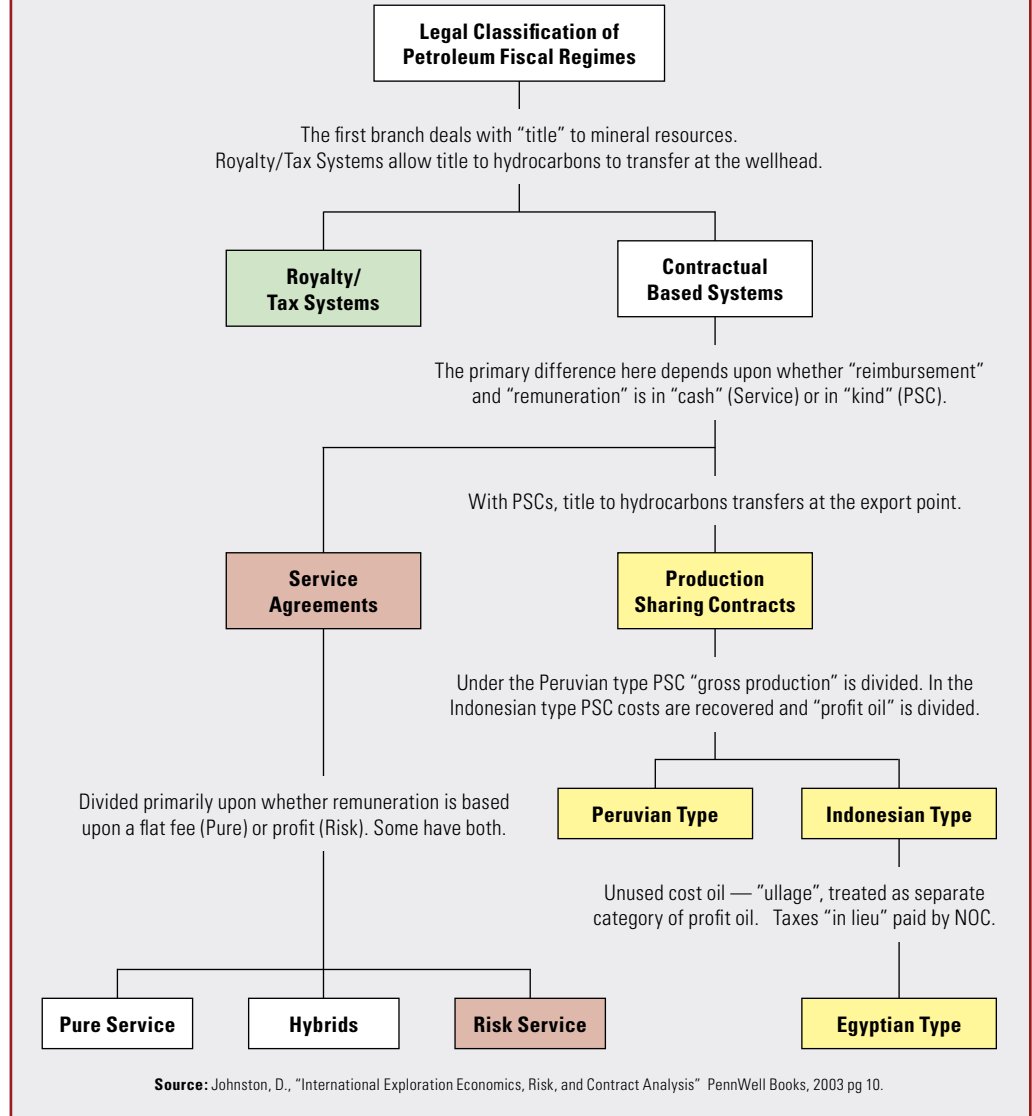 Legal Classification of
Petroleum Fiscal Regimes
The first branch deals with “title” to mineral resources.
Royalty/Tax Systems allow title to hydrocarbons to transfer at the wellhead.
Royalty/
Tax Systems
Contractual
Based Systems
The primary difference here depends upon whether “reimbursement”
and “remuneration” is in “cash” (Service) or in “kind” (PSC).
With PSCs, title to hydrocarbons transfers at the export point.
Service
Agreements
Production
Sharing Contracts
Under the Peruvian type PSC “gross production” is divided. In the
Indonesian type PSC costs are recovered and “profit oil” is divided.
Divided primarily upon whether remuneration is based
upon a flat fee (Pure) or profit (Risk). Some have both.
Peruvian Type
Indonesian Type
Unused cost oil — ”ullage”, treated as separate
category of profit oil. Taxes “in lieu” paid by NOC.
Pure Service
Hybrids
Risk Service
Egyptian Type
Source: Johnston, D., “International Exploration Economics, Risk, and Contract Analysis” PennWell Books, 2003 pg 10.